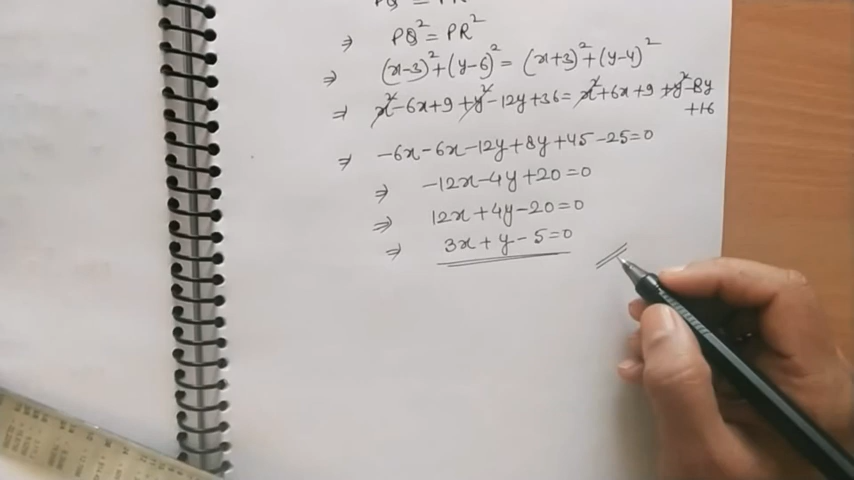 PQ = PR
⇒ PQ² = PR²
⇒ (x-3)²+(y-6)² = (x+3)²+(y-4)²
⇒ x²-6x+9+y²-12y+36 = x²+6x+9+y²-8y
+16
⇒ -6x-6x-12y+8y+45-25=0
⇒ -12x-4y+20=0
⇒ 12x+4y-20=0
⇒ 3x+y-5=0